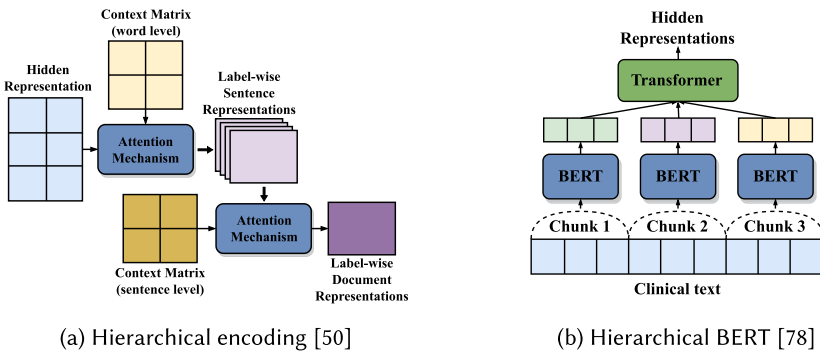 Context Matrix
(word level)
Hidden
Representation
Label-wise
Sentence
Representations
Attention
Mechanism
Attention
Mechanism
Context Matrix
(sentence level)
Label-wise
Document
Representations
(a) Hierarchical encoding [50]
Hidden
Representations
Transformer
BERT
BERT
BERT
Chunk 1
Chunk 2
Chunk 3
Clinical text
(b) Hierarchical BERT [78]